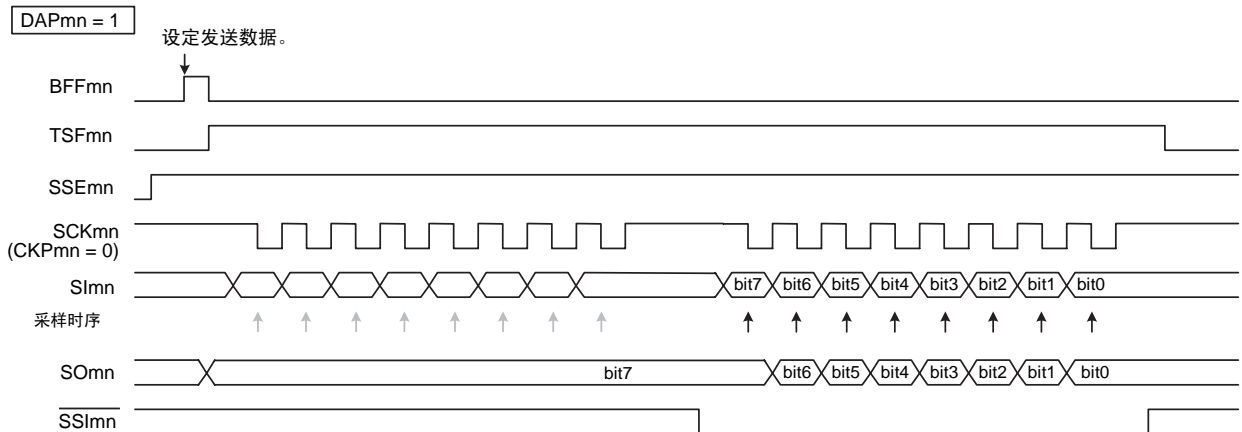 DAPmn = 1
设定发送数据。
BFFmn
TSFmn
SSEmn
SCKmn
(CKPmn = 0)
SImn
bit7 bit6 bit5 bit4 bit3 bit2 bit1 bit0
采样时序
SOmn
bit7 bit6 bit5 bit4 bit3 bit2 bit1 bit0
SSImn